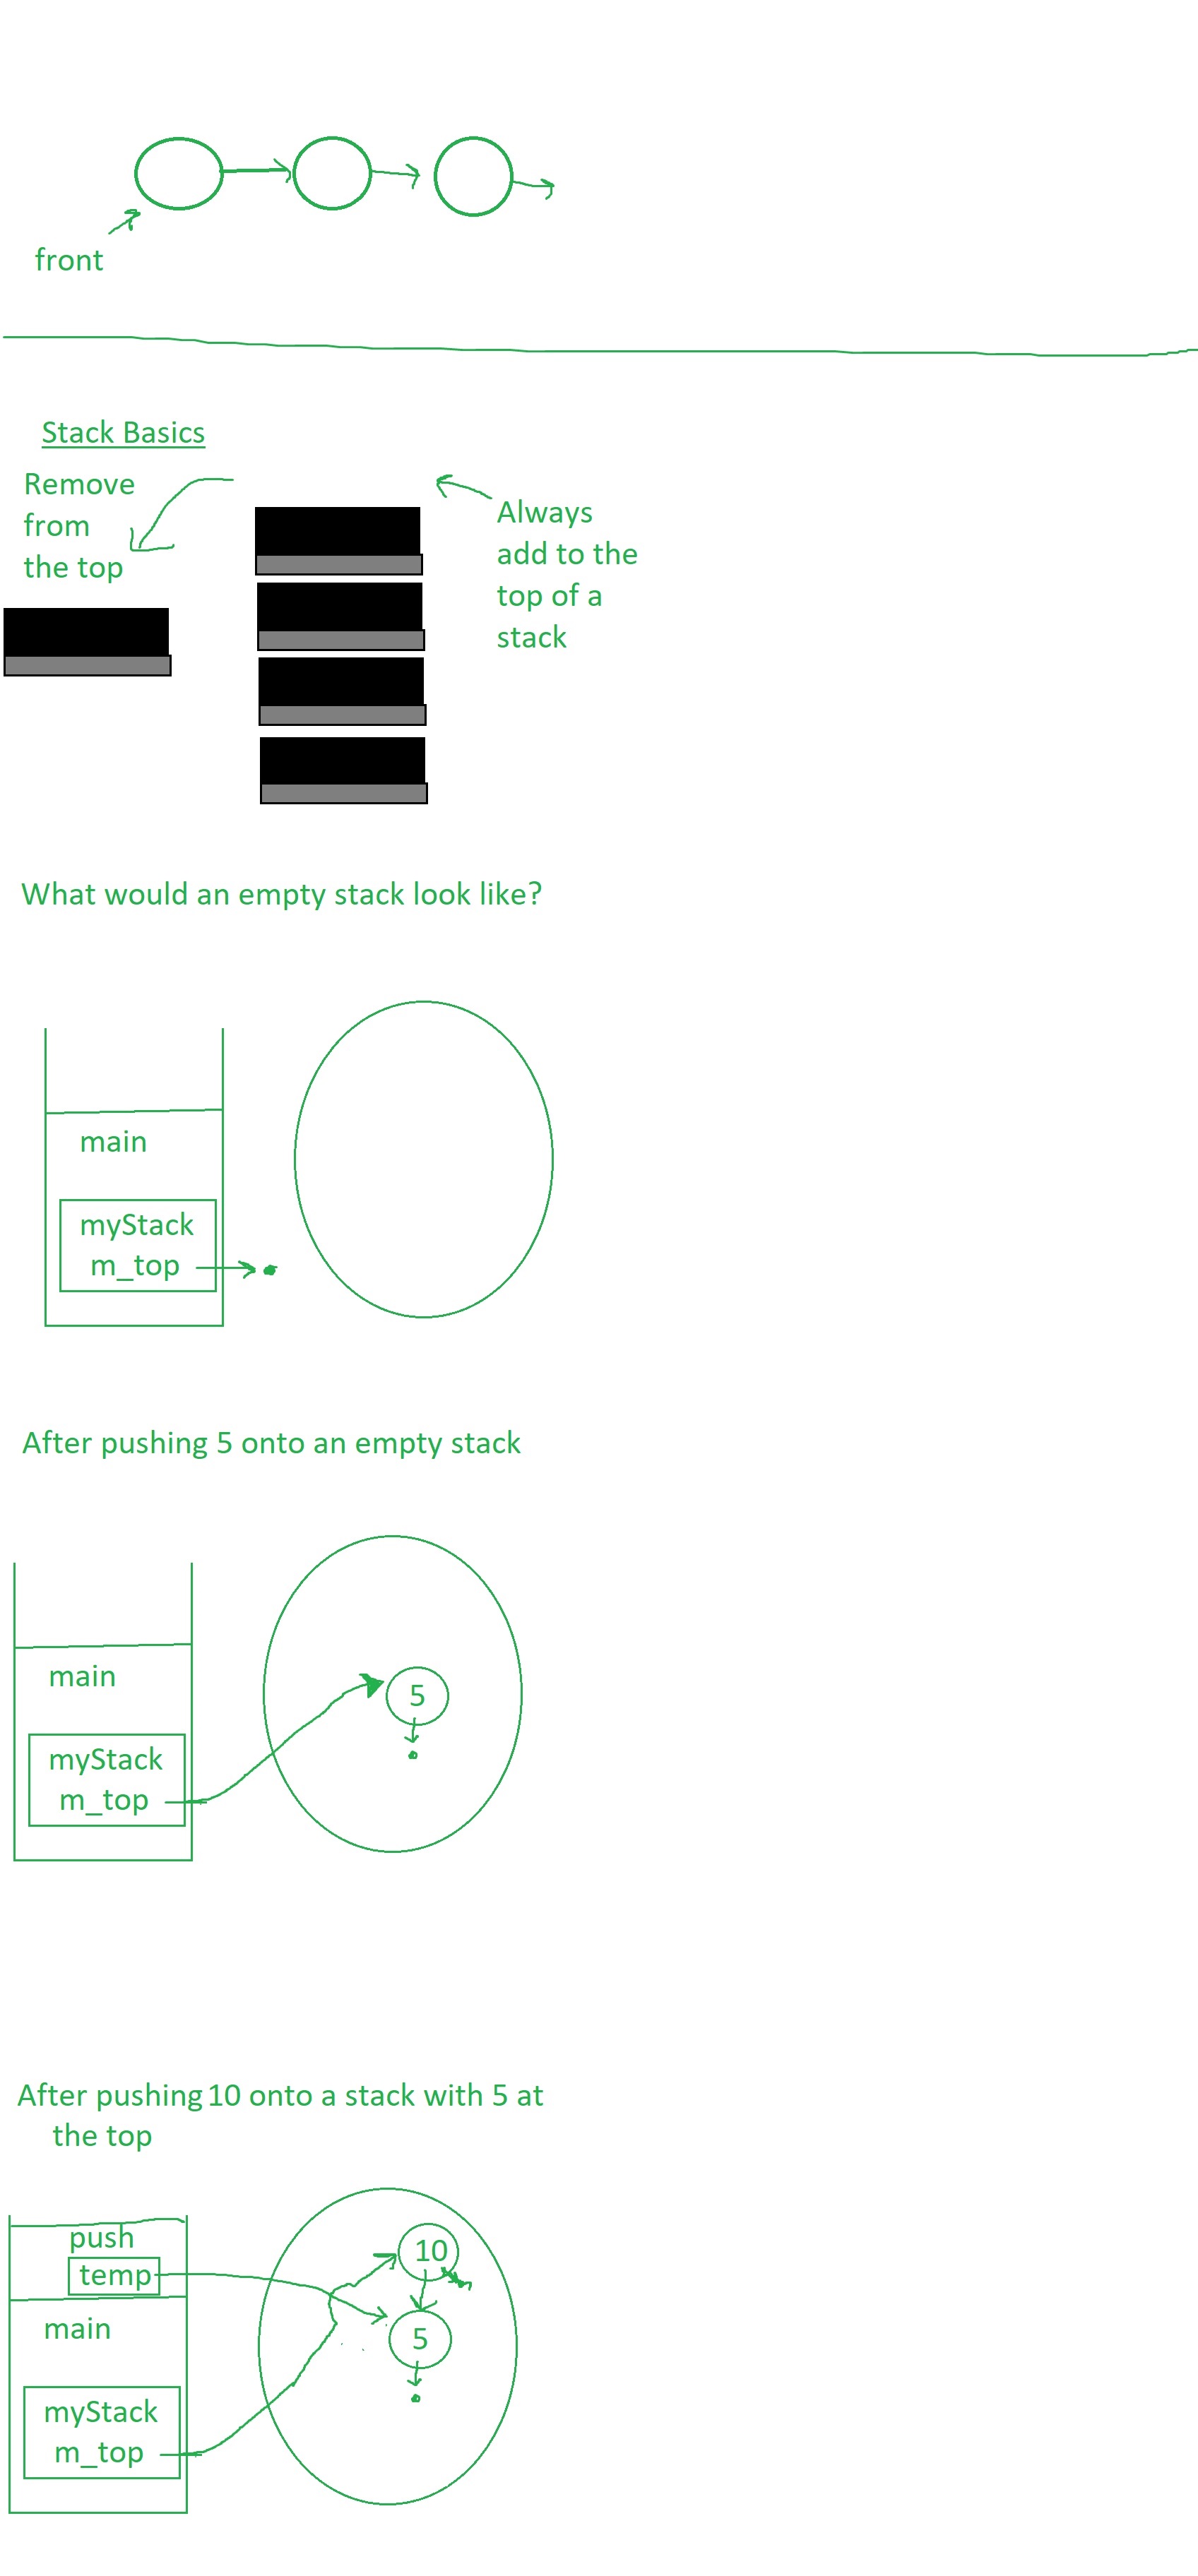 front
Stack Basics
Remove
from
the top
Always
add to the
top of a
stack
What would an empty stack look like?
main
myStack
m_top
After pushing 5 onto an empty stack
main
5
myStack
m_top
After pushing 10 onto a stack with 5 at
the top
push
10
temp
main
5
myStack
m_top